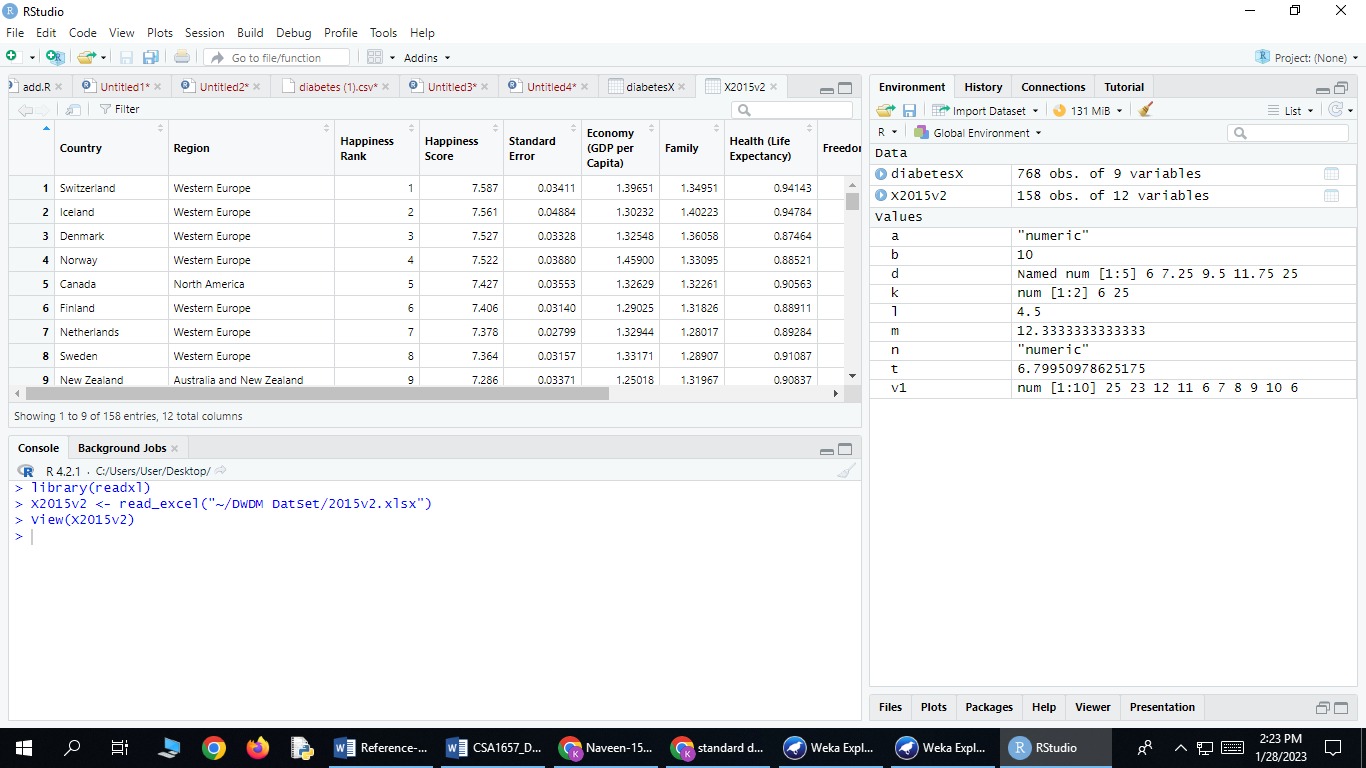 RStudio
File Edit Code View Plots Session Build Debug Profile Tools Help
Go to file/function Addins Project: (None)
add.R Untitled1* Untitled2* diabetes (1).csv* Untitled3* Untitled4* diabetesX X2015v2
Filter
Country Region Happiness Rank Happiness Score Standard Error Economy (GDP per Capita) Family Health (Life Expectancy) Freedor
1 Switzerland Western Europe 1 7.587 0.03411 1.39651 1.34951 0.94143
2 Iceland Western Europe 2 7.561 0.04884 1.30232 1.40223 0.94784
3 Denmark Western Europe 3 7.527 0.03328 1.32548 1.36058 0.87464
4 Norway Western Europe 4 7.522 0.03880 1.45900 1.33095 0.88521
5 Canada North America 5 7.427 0.03553 1.32629 1.32261 0.90563
6 Finland Western Europe 6 7.406 0.03140 1.29025 1.31826 0.88911
7 Netherlands Western Europe 7 7.378 0.02799 1.32944 1.28017 0.89284
8 Sweden Western Europe 8 7.364 0.03157 1.33171 1.28907 0.91087
9 New Zealand Australia and New Zealand 9 7.286 0.03371 1.25018 1.31967 0.90837
Showing 1 to 9 of 158 entries, 12 total columns
Console Background Jobs
R R 4.2.1 · C:/Users/User/Desktop/
> library(readxl)
> X2015v2 <- read_excel("~/DWDM DatSet/2015v2.xlsx")
> View(X2015v2)
>
Environment History Connections Tutorial
Import Dataset 131 MiB List
R Global Environment
Data
diabetesX 768 obs. of 9 variables
X2015v2 158 obs. of 12 variables
Values
a "numeric"
b 10
d Named num [1:5] 6 7.25 9.5 11.75 25
k num [1:2] 6 25
l 4.5
m 12.3333333333333
n "numeric"
t 6.79950978625175
v1 num [1:10] 25 23 12 11 6 7 8 9 10 6
Files Plots Packages Help Viewer Presentation
Reference-... CSA1657_D... Naveen-15... standard d... Weka Expl... Weka Expl... RStudio
2:23 PM
1/28/2023